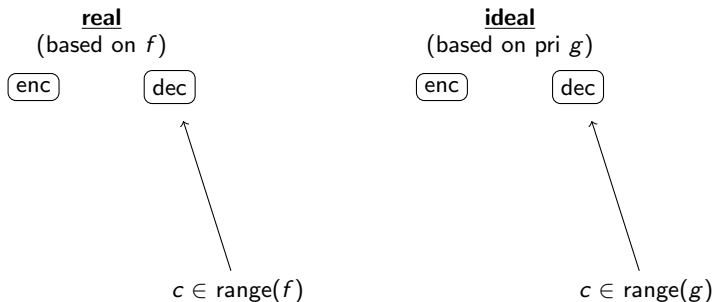 real
(based on f)
enc
dec
c ∈ range(f)
ideal
(based on pri g)
enc
dec
c ∈ range(g)